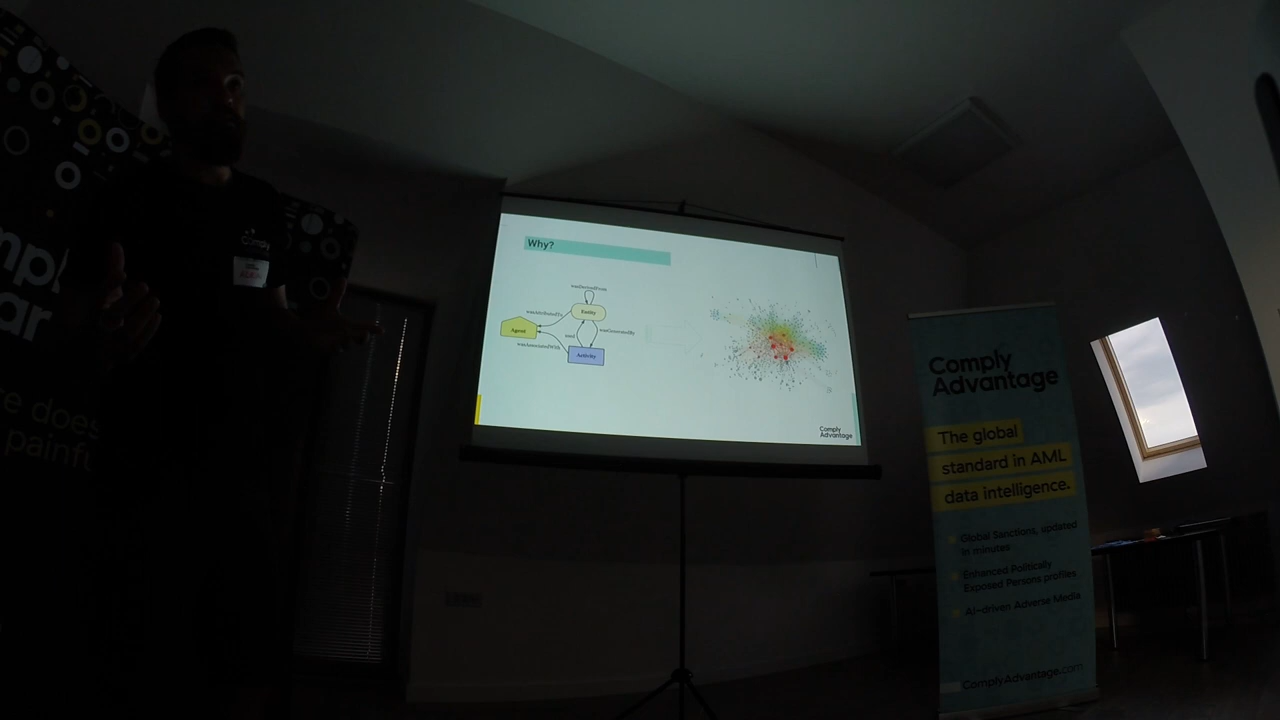 Why?
wasDerivedFrom
Entity
wasAttributedTo
Agent
used
wasGeneratedBy
wasAssociatedWith
Activity
Comply
Advantage
Comply
Advantage
The global
standard in AML
data intelligence.
Global Sanctions, updated
in minutes
Enhanced Politically
Exposed Persons profiles
AI-driven Adverse Media
ComplyAdvantage.com
Comply